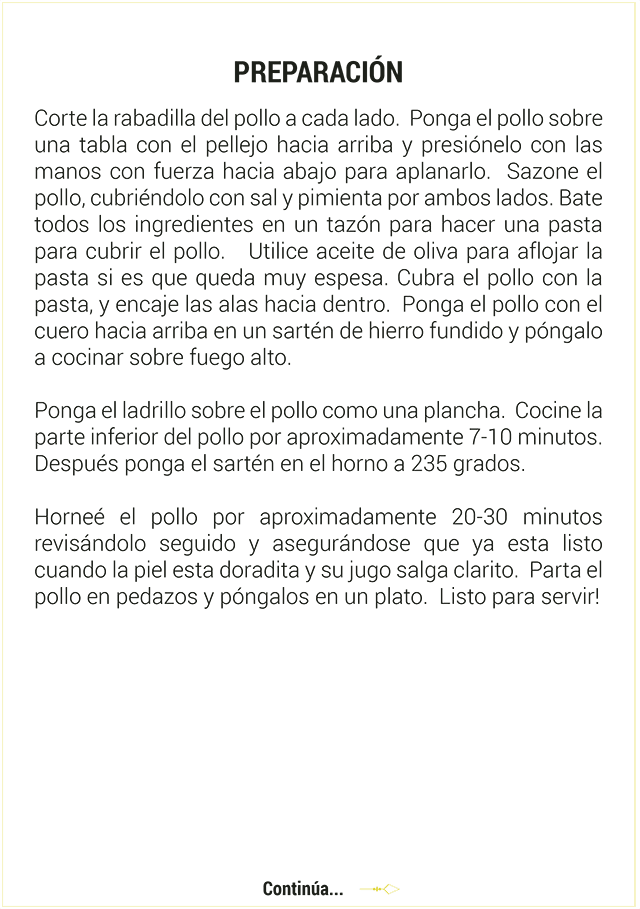 PREPARACIÓN
Corte la rabadilla del pollo a cada lado.  Ponga el pollo sobre
una tabla con el pellejo hacia arriba y presiónelo con las
manos con fuerza hacia abajo para aplanarlo.  Sazone el
pollo, cubriéndolo con sal y pimienta por ambos lados. Bate
todos los ingredientes en un tazón para hacer una pasta
para cubrir el pollo.   Utilice aceite de oliva para aflojar la
pasta si es que queda muy espesa. Cubra el pollo con la
pasta, y encaje las alas hacia dentro.  Ponga el pollo con el
cuero hacia arriba en un sartén de hierro fundido y póngalo
a cocinar sobre fuego alto.
Ponga el ladrillo sobre el pollo como una plancha.  Cocine la
parte inferior del pollo por aproximadamente 7-10 minutos.
Después ponga el sartén en el horno a 235 grados.
Horneé el pollo por aproximadamente 20-30 minutos
revisándolo seguido y asegurándose que ya esta listo
cuando la piel esta doradita y su jugo salga clarito.  Parta el
pollo en pedazos y póngalos en un plato.  Listo para servir!
Continúa...